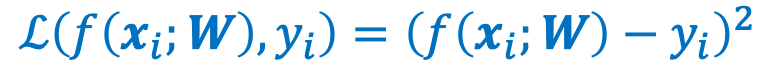 ℒ(f(𝒙ᵢ; 𝑾), yᵢ) = (f(𝒙ᵢ; 𝑾) − yᵢ)²